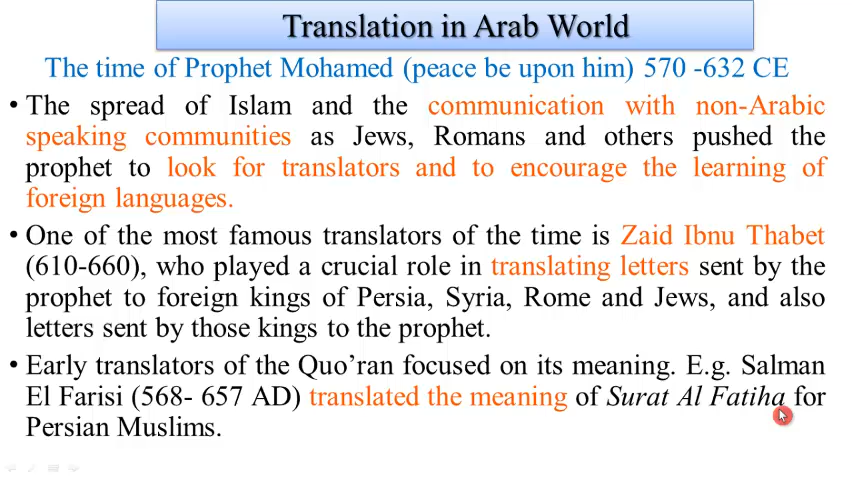 Translation in Arab World
The time of Prophet Mohamed (peace be upon him) 570 -632 CE
• The spread of Islam and the communication with non-Arabic
speaking communities as Jews, Romans and others pushed the
prophet to look for translators and to encourage the learning of
foreign languages.
• One of the most famous translators of the time is Zaid Ibnu Thabet
(610-660), who played a crucial role in translating letters sent by the
prophet to foreign kings of Persia, Syria, Rome and Jews, and also
letters sent by those kings to the prophet.
• Early translators of the Quo’ran focused on its meaning. E.g. Salman
El Farisi (568- 657 AD) translated the meaning of Surat Al Fatiha for
Persian Muslims.